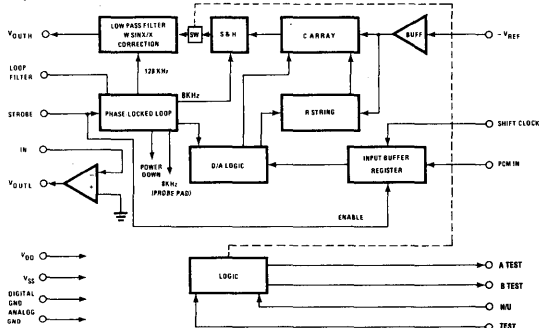 VOUTH
LOW PASS FILTER
W SINX/X
CORRECTION
SW
S & H
C ARRAY
BUFF
- VREF
LOOP
FILTER
128 KHz
8KHz
STROBE
PHASE LOCKED LOOP
R STRING
SHIFT CLOCK
IN
POWER
DOWN
8KHz
(PROBE PAD)
D/A LOGIC
INPUT BUFFER
REGISTER
PCM IN
VOUTL
-
+
ENABLE
VDD
VSS
DIGITAL
GND
ANALOG
GND
LOGIC
A TEST
B TEST
N/U
TEST